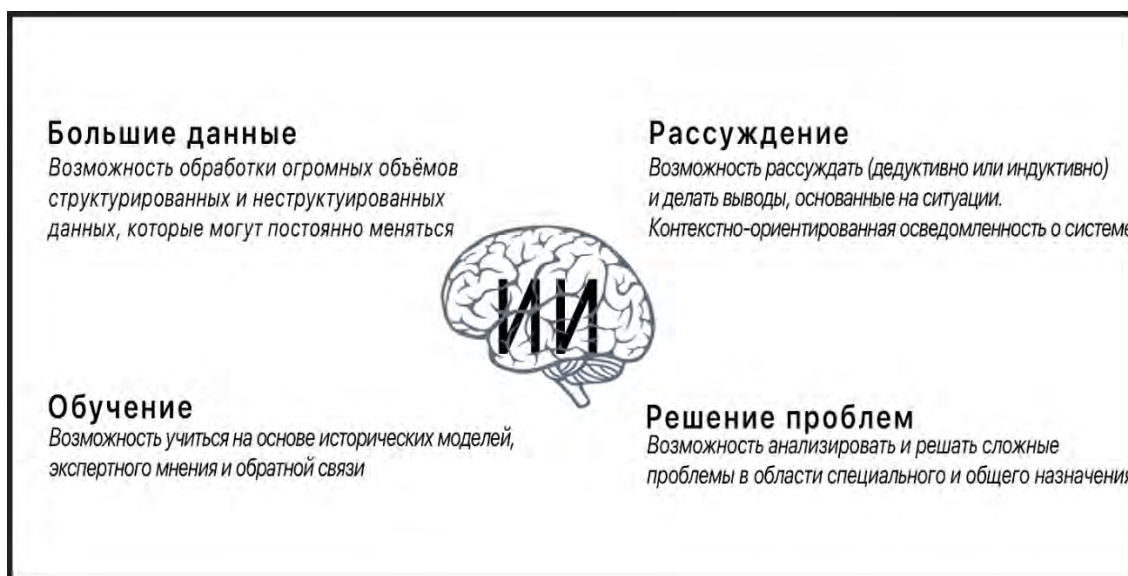 Большие данные
Возможность обработки огромных объёмов
структурированных и неструктуированных
данных, которые могут постоянно меняться
Рассуждение
Возможность рассуждать (дедуктивно или индуктивно)
и делать выводы, основанные на ситуации.
Контекстно-ориентированная осведомленность о системе
ИИ
Обучение
Возможность учиться на основе исторических моделей,
экспертного мнения и обратной связи
Решение проблем
Возможность анализировать и решать сложные
проблемы в области специального и общего назначения